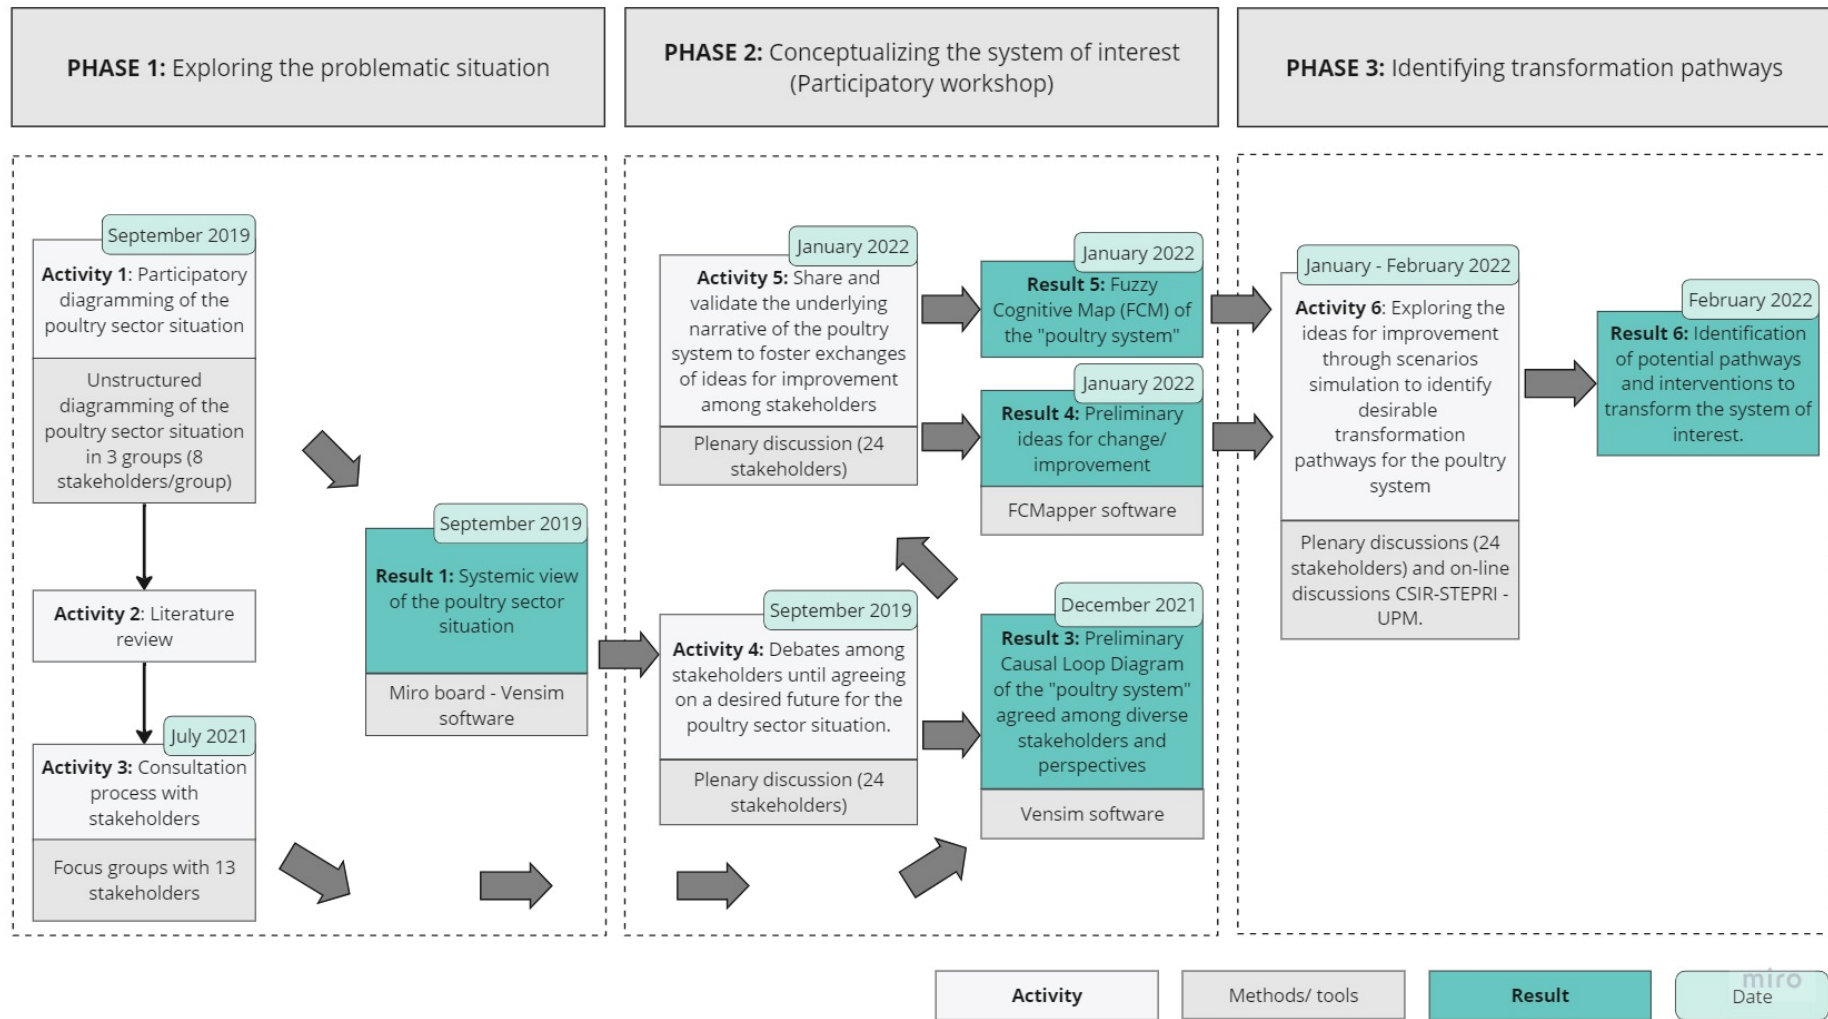 PHASE 1: Exploring the problematic situation
PHASE 2: Conceptualizing the system of interest
(Participatory workshop)
PHASE 3: Identifying transformation pathways
September 2019
Activity 1: Participatory
diagramming of the
poultry sector situation
Unstructured
diagramming of the
poultry sector situation
in 3 groups (8
stakeholders/group)
Activity 2: Literature
review
July 2021
Activity 3: Consultation
process with
stakeholders
Focus groups with 13
stakeholders
September 2019
Result 1: Systemic view
of the poultry sector
situation
Miro board - Vensim
software
January 2022
Activity 5: Share and
validate the underlying
narrative of the poultry
system to foster exchanges
of ideas for improvement
among stakeholders
Plenary discussion (24
stakeholders)
January 2022
Result 5: Fuzzy
Cognitive Map (FCM) of
the "poultry system"
January 2022
Result 4: Preliminary
ideas for change/
improvement
FCMapper software
September 2019
Activity 4: Debates among
stakeholders until agreeing
on a desired future for the
poultry sector situation.
Plenary discussion (24
stakeholders)
December 2021
Result 3: Preliminary
Causal Loop Diagram
of the "poultry system"
agreed among diverse
stakeholders and
perspectives
Vensim software
January - February 2022
Activity 6: Exploring the
ideas for improvement
through scenarios
simulation to identify
desirable
transformation
pathways for the poultry
system
Plenary discussions (24
stakeholders) and on-line
discussions CSIR-STEPRI -
UPM.
February 2022
Result 6: Identification
of potential pathways
and interventions to
transform the system of
interest.
Activity
Methods/ tools
Result
Date
miro